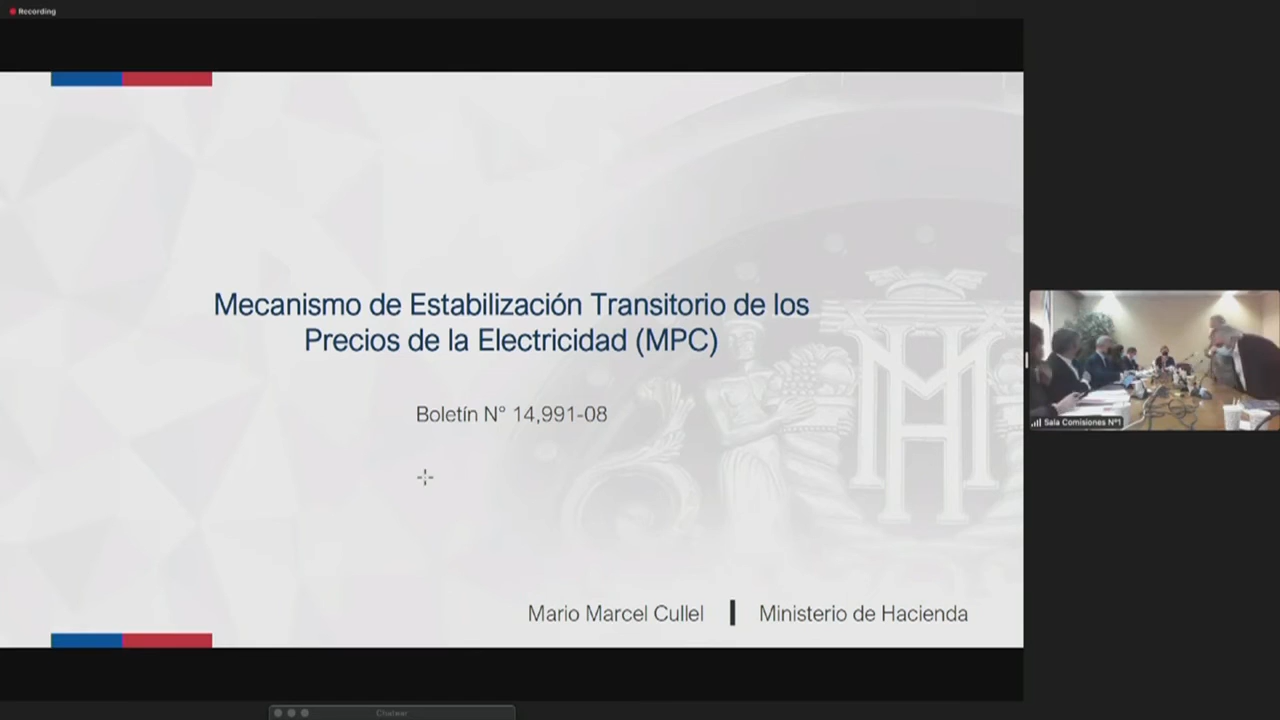 Recording
Mecanismo de Estabilización Transitorio de los
Precios de la Electricidad (MPC)
Boletín N° 14,991-08
Mario Marcel Cullel
Ministerio de Hacienda
Sala Comisiones N°1
Chatear